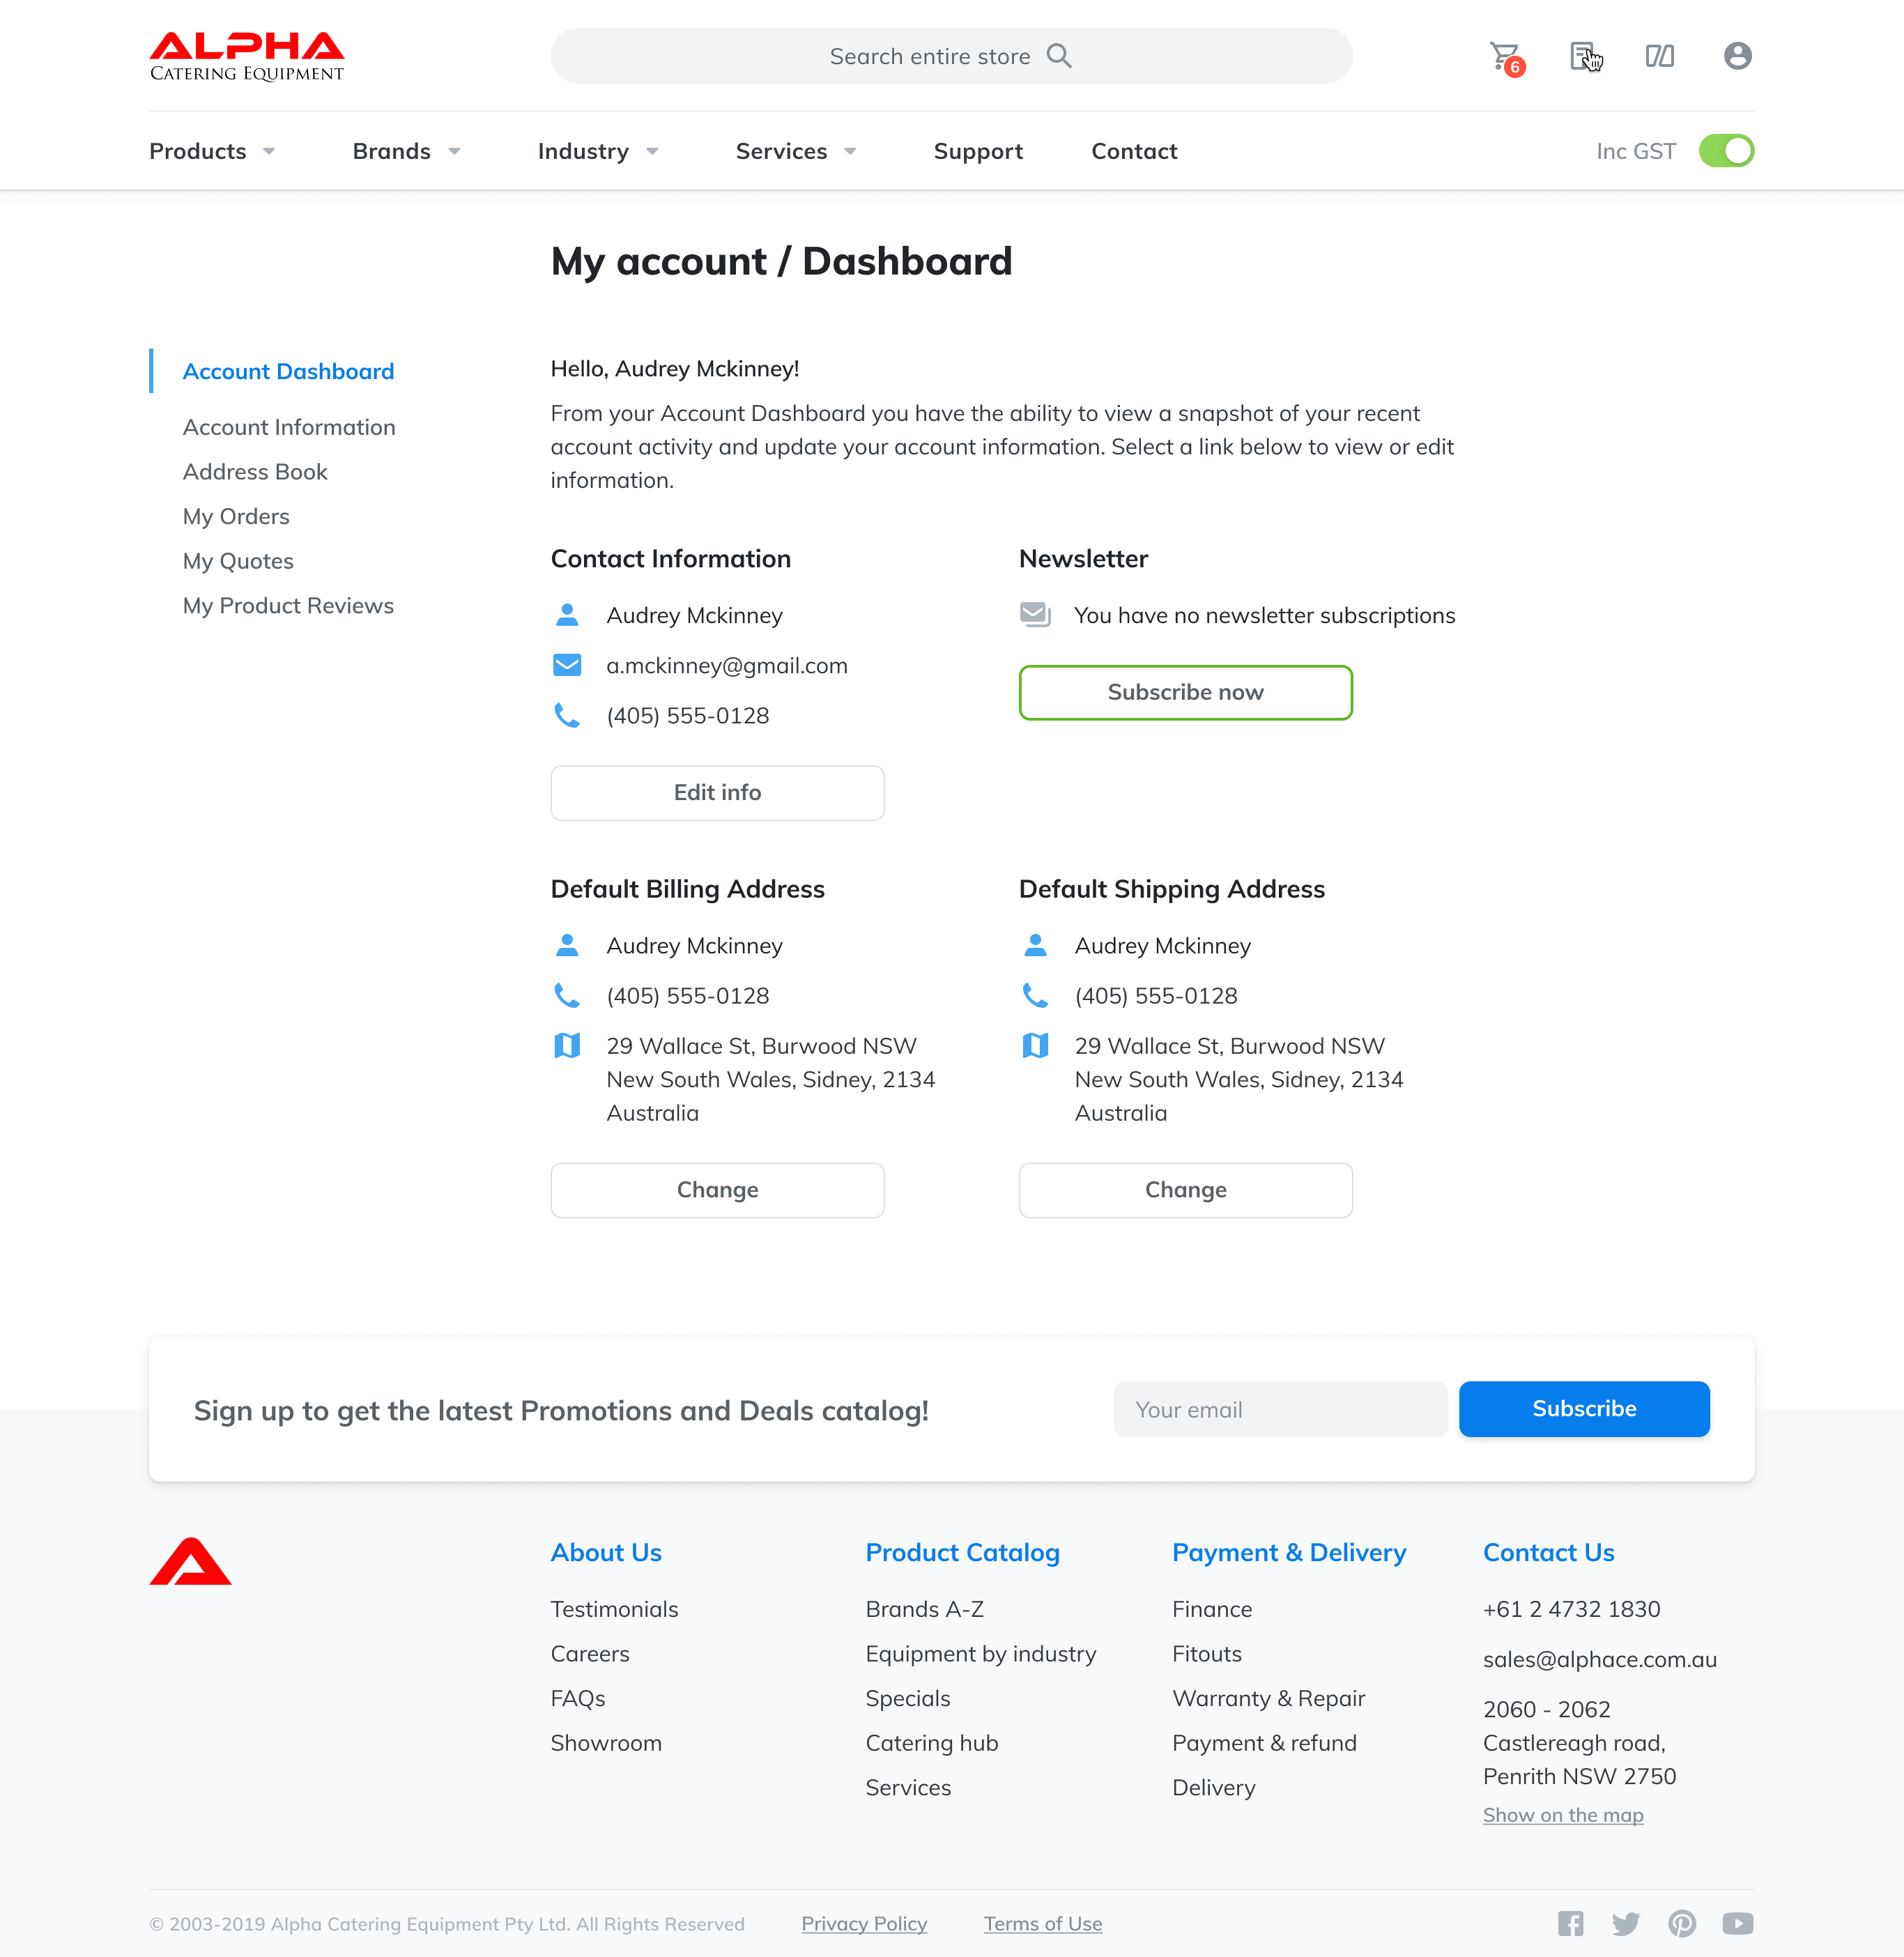 ALPHA
CATERING EQUIPMENT
Search entire store
6
Products
Brands
Industry
Services
Support
Contact
Inc GST
My account / Dashboard
Account Dashboard
Account Information
Address Book
My Orders
My Quotes
My Product Reviews
Hello, Audrey Mckinney!
From your Account Dashboard you have the ability to view a snapshot of your recent
account activity and update your account information. Select a link below to view or edit
information.
Contact Information
Audrey Mckinney
a.mckinney@gmail.com
(405) 555-0128
Edit info
Newsletter
You have no newsletter subscriptions
Subscribe now
Default Billing Address
Audrey Mckinney
(405) 555-0128
29 Wallace St, Burwood NSW
New South Wales, Sidney, 2134
Australia
Change
Default Shipping Address
Audrey Mckinney
(405) 555-0128
29 Wallace St, Burwood NSW
New South Wales, Sidney, 2134
Australia
Change
Sign up to get the latest Promotions and Deals catalog!
Your email
Subscribe
About Us
Testimonials
Careers
FAQs
Showroom
Product Catalog
Brands A-Z
Equipment by industry
Specials
Catering hub
Services
Payment & Delivery
Finance
Fitouts
Warranty & Repair
Payment & refund
Delivery
Contact Us
+61 2 4732 1830
sales@alphace.com.au
2060 - 2062
Castlereagh road,
Penrith NSW 2750
Show on the map
© 2003-2019 Alpha Catering Equipment Pty Ltd. All Rights Reserved
Privacy Policy
Terms of Use